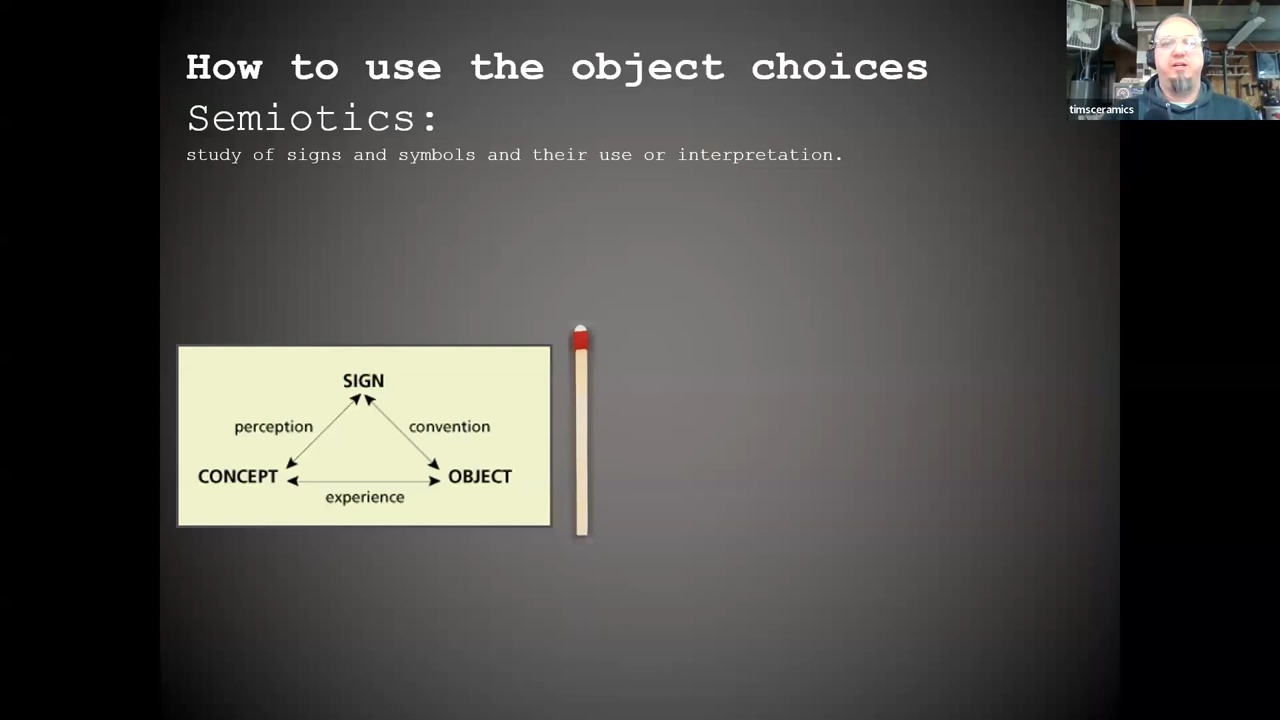 How to use the object choices
Semiotics:
study of signs and symbols and their use or interpretation.
timsceramics
SIGN
perception
convention
CONCEPT
OBJECT
experience